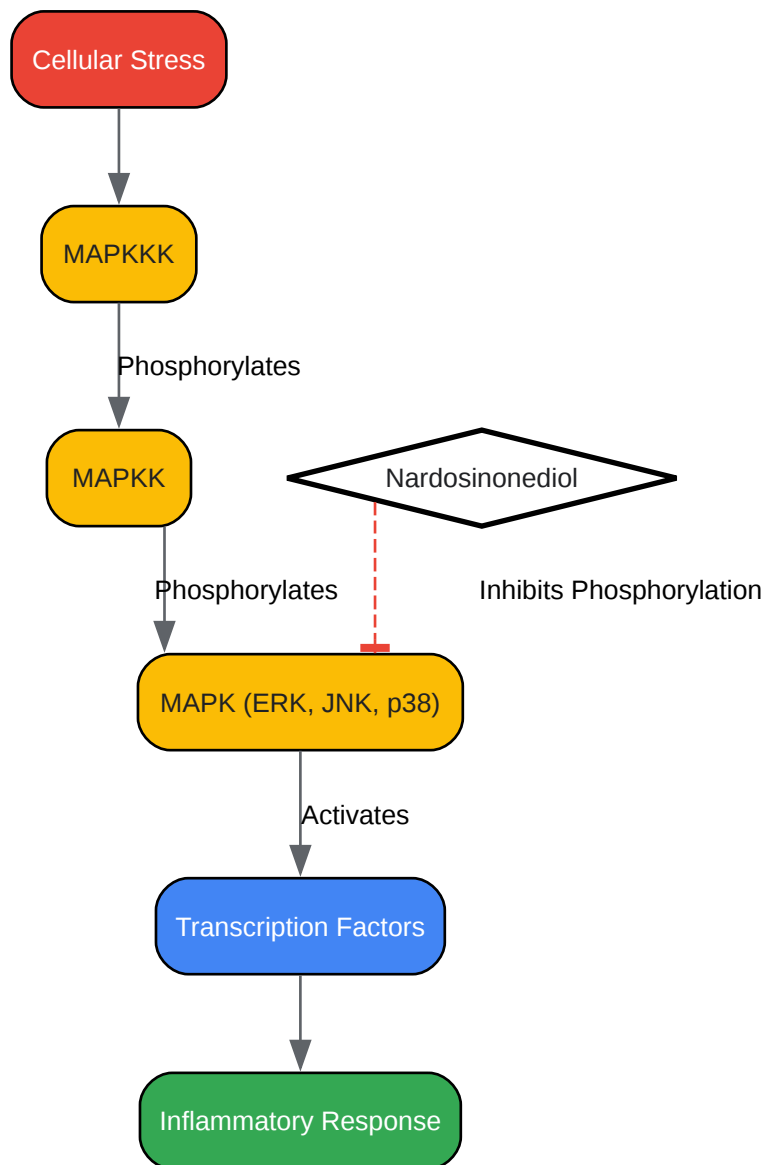 Cellular Stress
MAPKKK
Phosphorylates
MAPKK
Nardosinonediol
Phosphorylates
Inhibits Phosphorylation
MAPK (ERK, JNK, p38)
Activates
Transcription Factors
Inflammatory Response